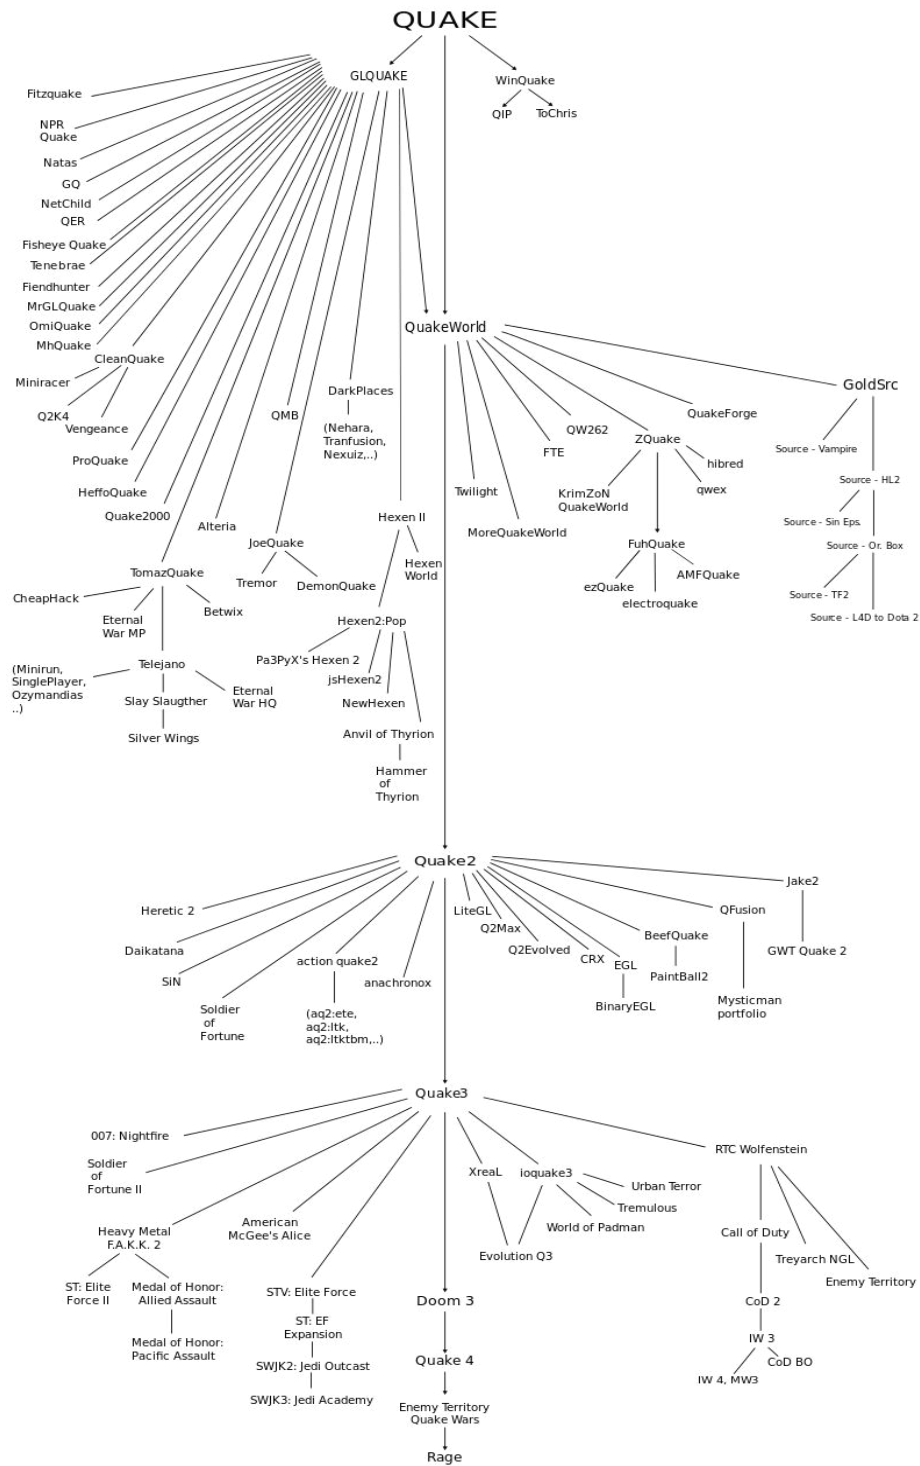 QUAKE
GLQUAKE
WinQuake
QIP
ToChris
Fitzquake
NPR
Quake
Natas
GQ
NetChild
QER
Fisheye Quake
Tenebrae
Fiendhunter
MrGLQuake
OmiQuake
MhQuake
CleanQuake
Miniracer
Q2K4
Vengeance
ProQuake
HeffoQuake
Quake2000
Alteria
QMB
DarkPlaces
(Nehara,
Tranfusion,
Nexuiz,..)
JoeQuake
Tremor
DemonQuake
TomazQuake
CheapHack
Eternal
War MP
Betwix
Telejano
(Minirun,
SinglePlayer,
Ozymandias
..)
Slay Slaugther
Silver Wings
Eternal
War HQ
Hexen II
Hexen
World
Hexen2:Pop
Pa3PyX's Hexen 2
jsHexen2
NewHexen
Anvil of Thyrion
Hammer
of
Thyrion
QuakeWorld
Twilight
MoreQuakeWorld
FTE
QW262
ZQuake
QuakeForge
hibred
qwex
KrimZoN
QuakeWorld
FuhQuake
ezQuake
electroquake
AMFQuake
GoldSrc
Source - Vampire
Source - HL2
Source - Sin Eps.
Source - Or. Box
Source - TF2
Source - L4D to Dota 2
Quake2
Heretic 2
Daikatana
SiN
Soldier
of
Fortune
action quake2
(aq2:ete,
aq2:ltk,
aq2:ltktbm,..)
anachronox
LiteGL
Q2Max
Q2Evolved
CRX
EGL
BinaryEGL
BeefQuake
PaintBall2
QFusion
Mysticman
portfolio
Jake2
GWT Quake 2
Quake3
007: Nightfire
Soldier
of
Fortune II
Heavy Metal
F.A.K.K. 2
ST: Elite
Force II
Medal of Honor:
Allied Assault
Medal of Honor:
Pacific Assault
American
McGee's Alice
STV: Elite Force
ST: EF
Expansion
SWJK2: Jedi Outcast
SWJK3: Jedi Academy
XreaL
ioquake3
Urban Terror
Tremulous
World of Padman
Evolution Q3
RTC Wolfenstein
Call of Duty
Treyarch NGL
Enemy Territory
CoD 2
IW 3
CoD BO
IW 4, MW3
Doom 3
Quake 4
Enemy Territory
Quake Wars
Rage